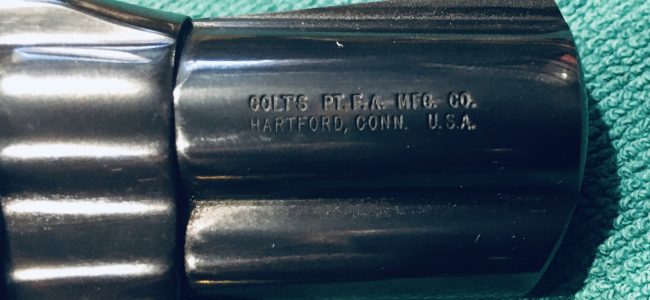 COLT'S PT. F. A. MFG. CO.
HARTFORD, CONN. U.S.A.